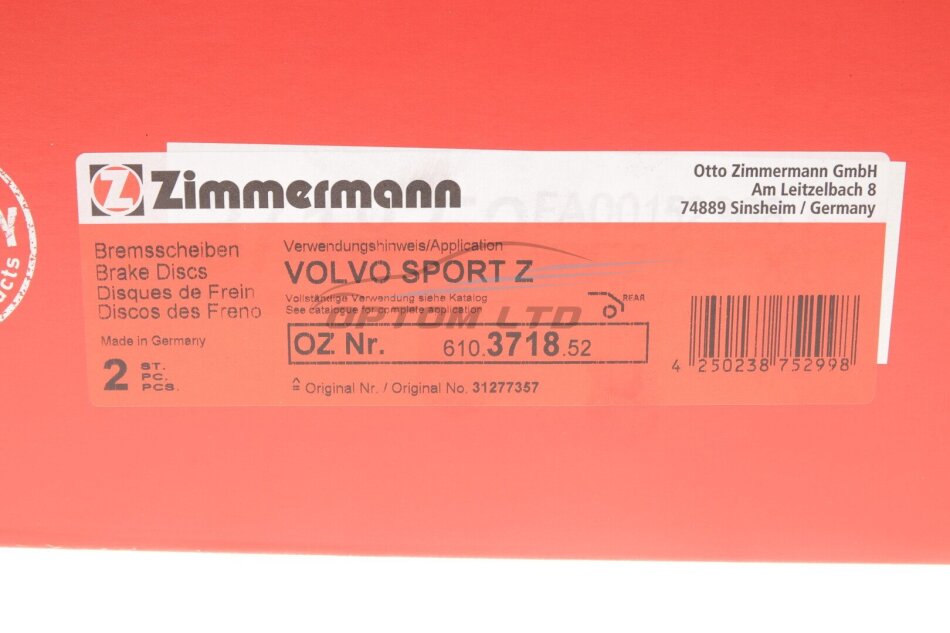 Zimmermann
Otto Zimmermann GmbH
Am Leitzelbach 8
74889 Sinsheim / Germany
Bremsscheiben
Brake Discs
Disques de Frein
Discos des Freno
Made in Germany
2 ST.
PC.
PCS.
Verwendungshinweis/Application
VOLVO SPORT Z
Vollständige Verwendung siehe Katalog
See catalogue for complete application
REAR
OPTOM LTD
OZ Nr. 610.3718.52
≙ Original Nr. / Original No. 31277357
4 250238 752998